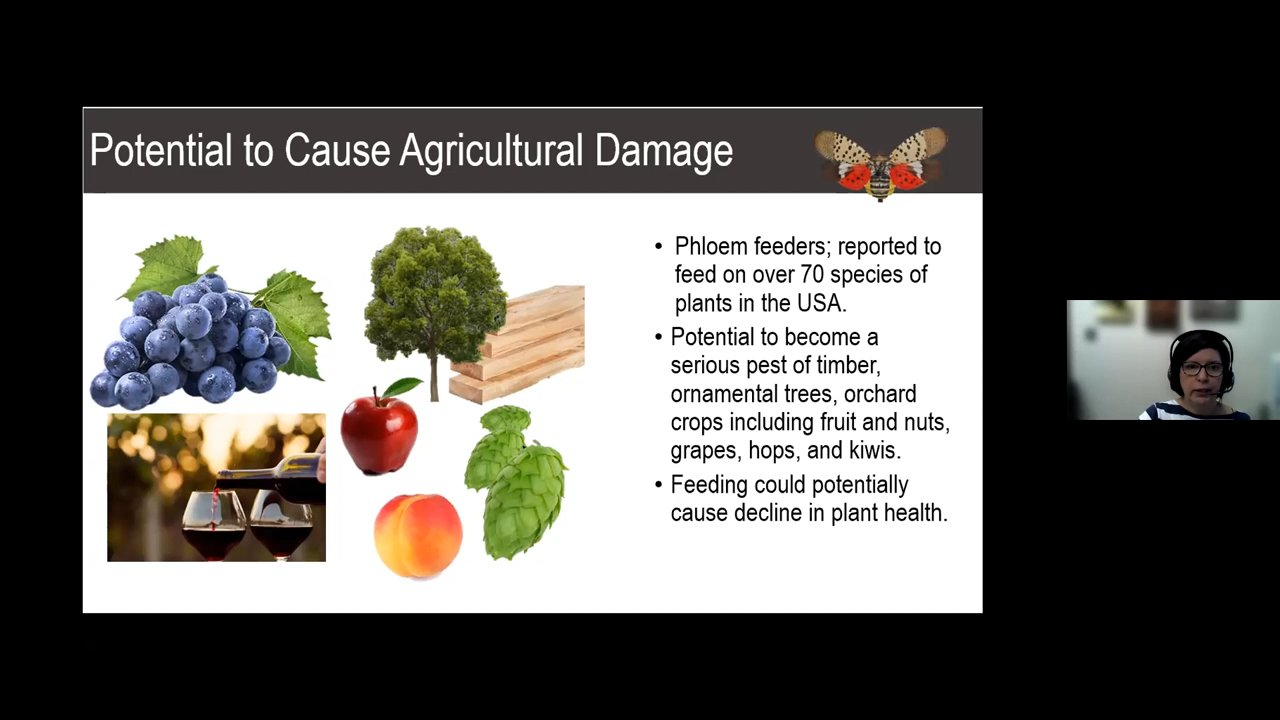 Potential to Cause Agricultural Damage
• Phloem feeders; reported to
feed on over 70 species of
plants in the USA.
• Potential to become a
serious pest of timber,
ornamental trees, orchard
crops including fruit and nuts,
grapes, hops, and kiwis.
• Feeding could potentially
cause decline in plant health.